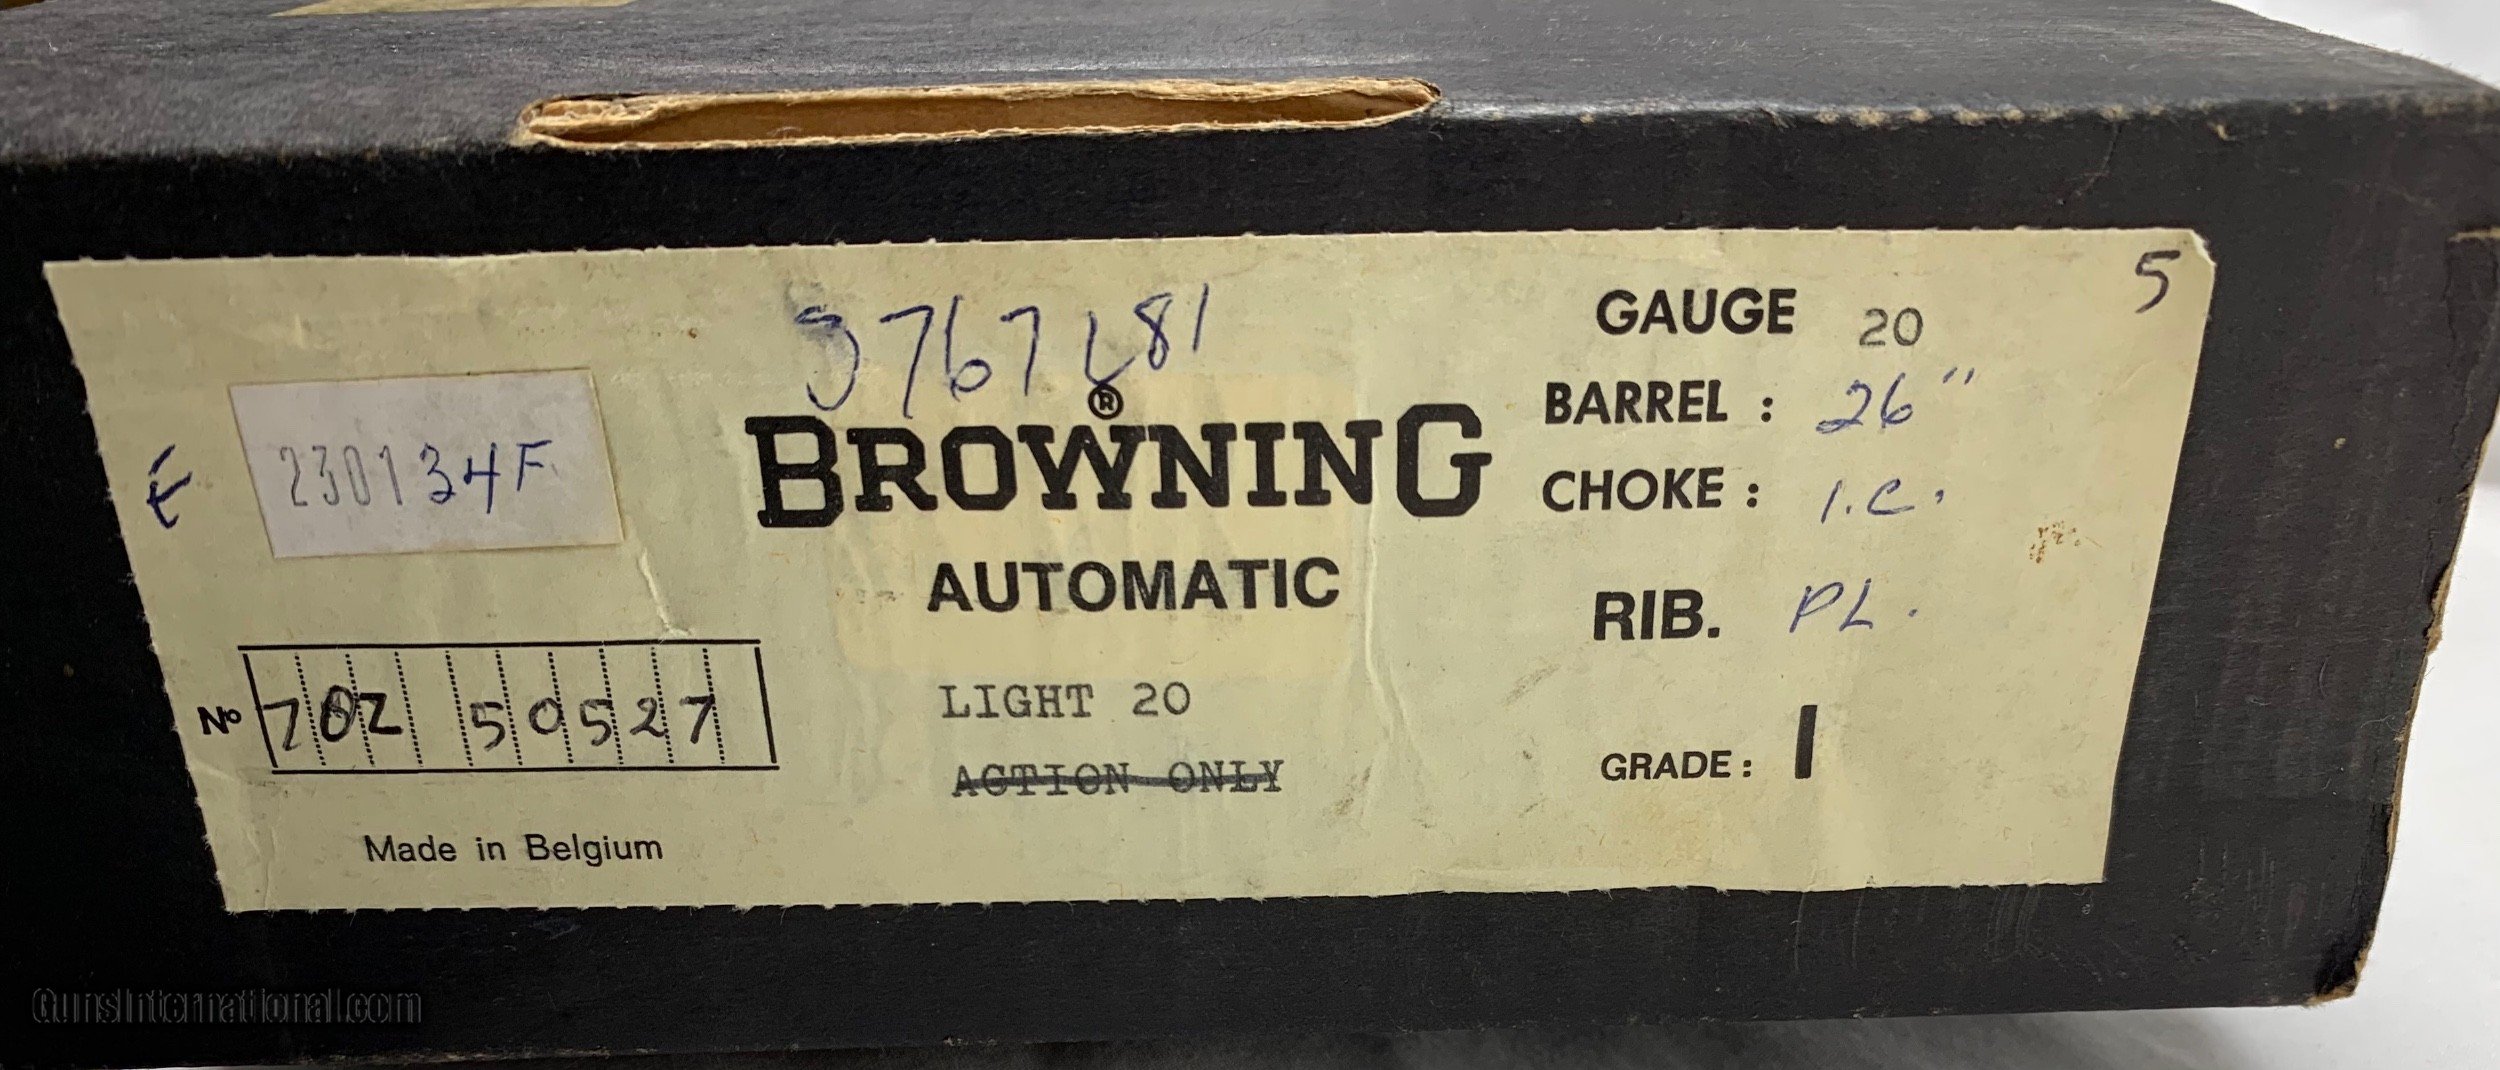 5
GAUGE 20
BARREL : 26"
CHOKE : I.C.
RIB. PL.
GRADE : I
BROWNING®
AUTOMATIC
LIGHT 20
ACTION ONLY
E 230134F
No 70Z 50527
Made in Belgium
GunsInternational.com